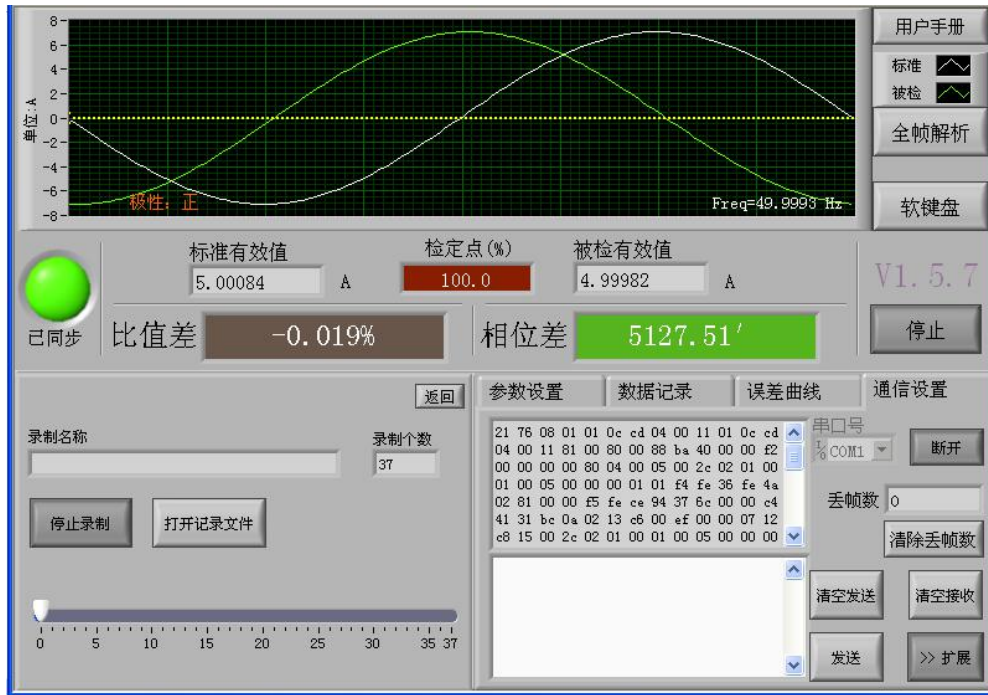 8
6
4
2
0
-2
-4
-6
-8
单位:A
极性: 正
Freq=49.9993 Hz
用户手册
标准
被检
全帧解析
软键盘
已同步
标准有效值
5.00084 A
检定点(%)
100.0
被检有效值
4.99982 A
比值差 -0.019%
相位差 5127.51′
V1.5.7
停止
返回
录制名称
录制个数
37
停止录制
打开记录文件
0 5 10 15 20 25 30 35 37
参数设置 数据记录 误差曲线 通信设置
21 76 08 01 01 0c cd 04 00 11 01 0c cd
04 00 11 81 00 80 00 88 ba 40 00 00 f2
00 00 00 00 80 04 00 05 00 2c 02 01 00
01 00 05 00 00 00 01 01 f4 fe 36 fe 4a
02 81 00 00 f5 fe ce 94 37 6c 00 00 c4
41 31 bc 0a 02 13 c6 00 ef 00 00 07 12
c8 15 00 2c 02 01 00 01 00 05 00 00 00
串口号
COM1
断开
丢帧数 0
清除丢帧数
清空发送
清空接收
发送
>> 扩展